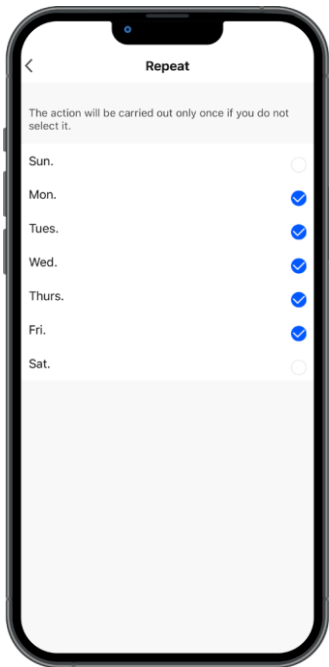 Repeat
The action will be carried out only once if you do not
select it.
Sun.
Mon.
Tues.
Wed.
Thurs.
Fri.
Sat.